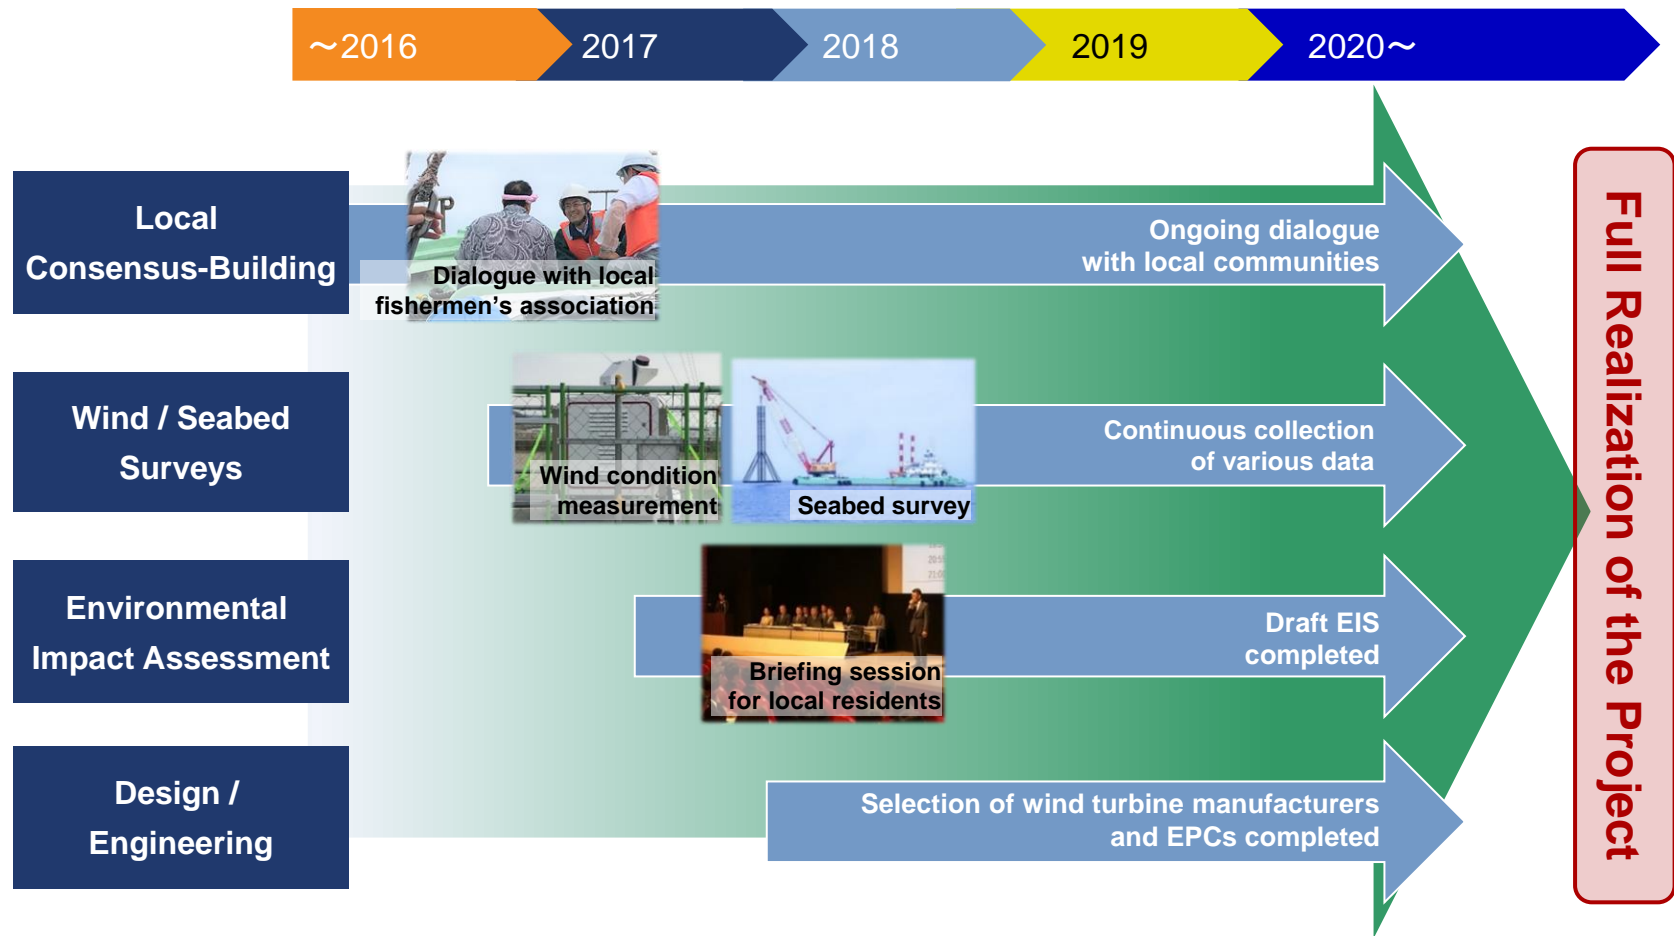 ～2016
2017
2018
2019
2020～
Local
Consensus-Building
Dialogue with local
fishermen's association
Ongoing dialogue
with local communities
Wind / Seabed
Surveys
Wind condition
measurement
Seabed survey
Continuous collection
of various data
Environmental
Impact Assessment
Briefing session
for local residents
Draft EIS
completed
Design /
Engineering
Selection of wind turbine manufacturers
and EPCs completed
Full Realization of the Project